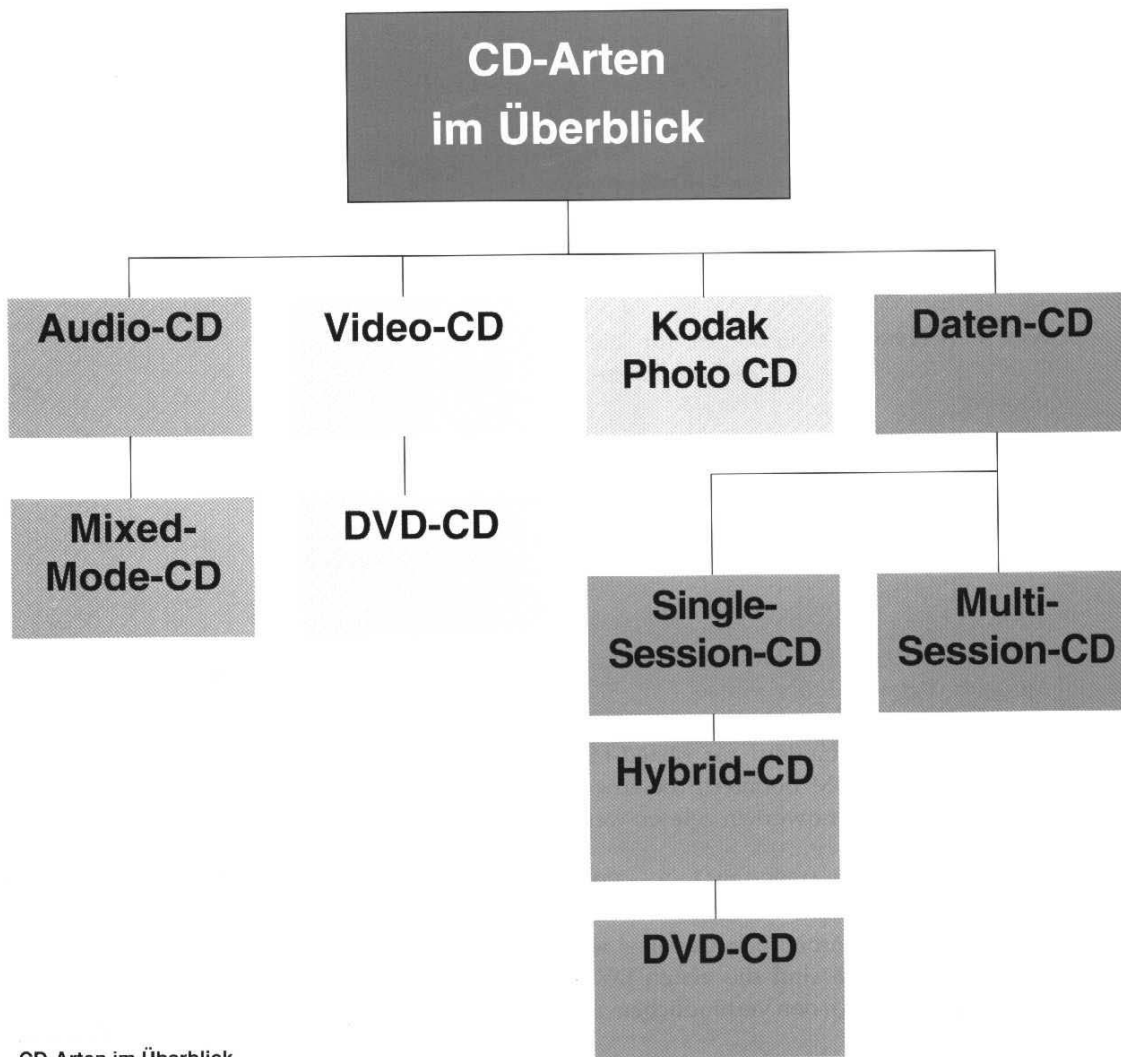 CD-Arten
im Überblick
Audio-CD
Video-CD
Kodak
Photo CD
Daten-CD
Mixed-
Mode-CD
DVD-CD
Single-
Session-CD
Multi-
Session-CD
Hybrid-CD
DVD-CD
CD-Arten im Überblick